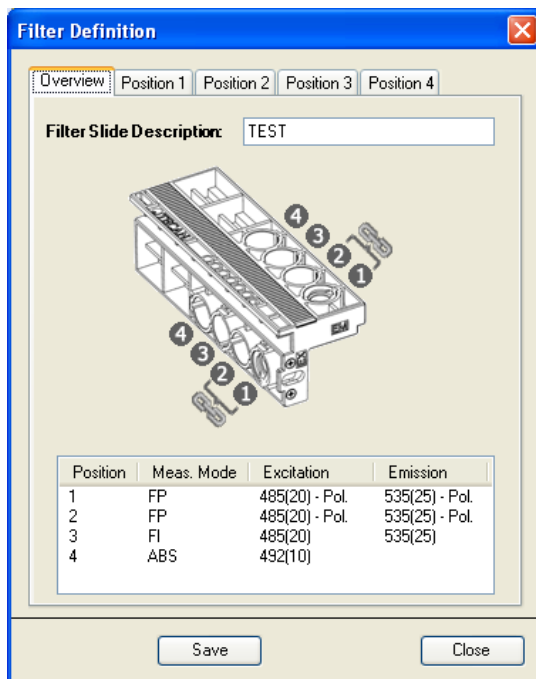 Filter Definition
Overview Position 1 Position 2 Position 3 Position 4
Filter Slide Description: TEST
4
3
2
1
EM
4
3
2
1
Position Meas. Mode Excitation Emission
1 FP 485(20) - Pol. 535(25) - Pol.
2 FP 485(20) - Pol. 535(25) - Pol.
3 FI 485(20) 535(25)
4 ABS 492(10)
Save Close